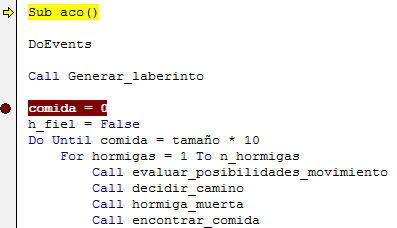 Sub aco()
DoEvents
Call Generar_laberinto
comida = 0
h_fiel = False
Do Until comida = tamaño * 10
For hormigas = 1 To n_hormigas
Call evaluar_posibilidades_movimiento
Call decidir_camino
Call hormiga_muerta
Call encontrar_comida